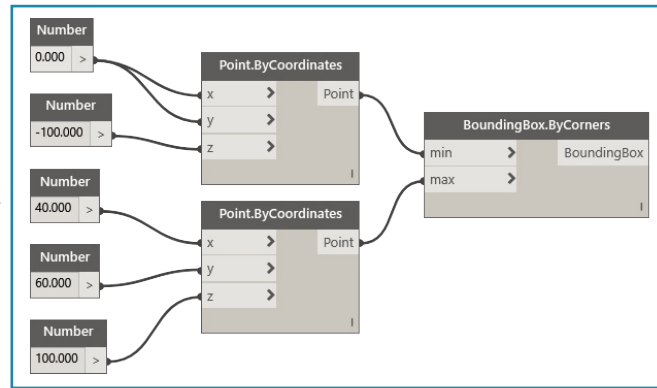 Number
0.000 >
Number
-100.000 >
Number
40.000 >
Number
60.000 >
Number
100.000 >
Point.ByCoordinates
x > Point
y >
z >
l
Point.ByCoordinates
x > Point
y >
z >
l
BoundingBox.ByCorners
min > BoundingBox
max >
l